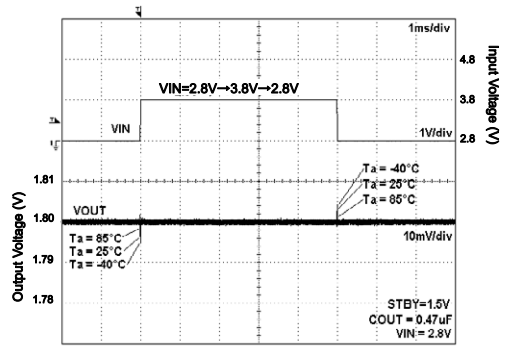 1ms/div
4.8
VIN=2.8V→3.8V→2.8V
3.8
VIN
1V/div
2.8
Input Voltage (V)
Ta = -40°C
Ta = 25°C
Ta = 85°C
1.81
VOUT
1.80
10mV/div
Ta = 85°C
Ta = 25°C
Ta = -40°C
1.79
1.78
Output Voltage (V)
STBY=1.5V
COUT = 0.47uF
VIN = 2.8V